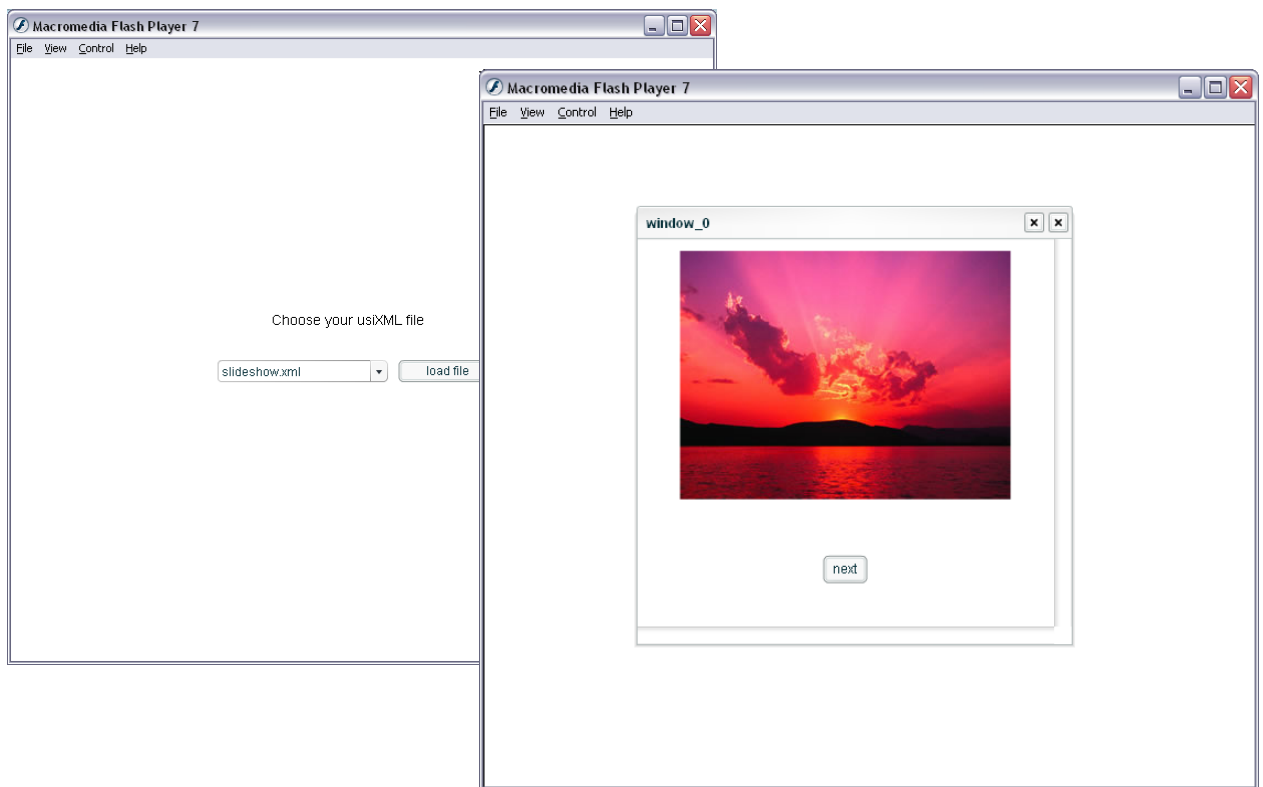 Macromedia Flash Player 7
File View Control Help
Choose your usiXML file
slideshow.xml
load file
Macromedia Flash Player 7
File View Control Help
window_0
next